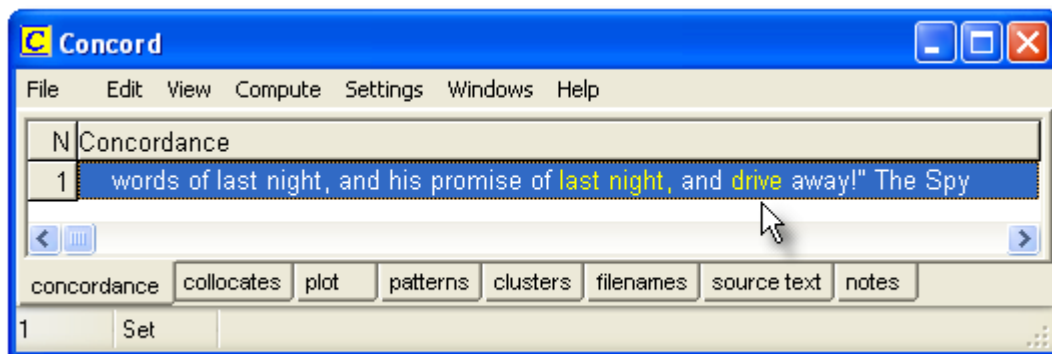 C Concord
File Edit View Compute Settings Windows Help
N Concordance
1 words of last night, and his promise of last night, and drive away!" The Spy
concordance collocates plot patterns clusters filenames source text notes
1 Set